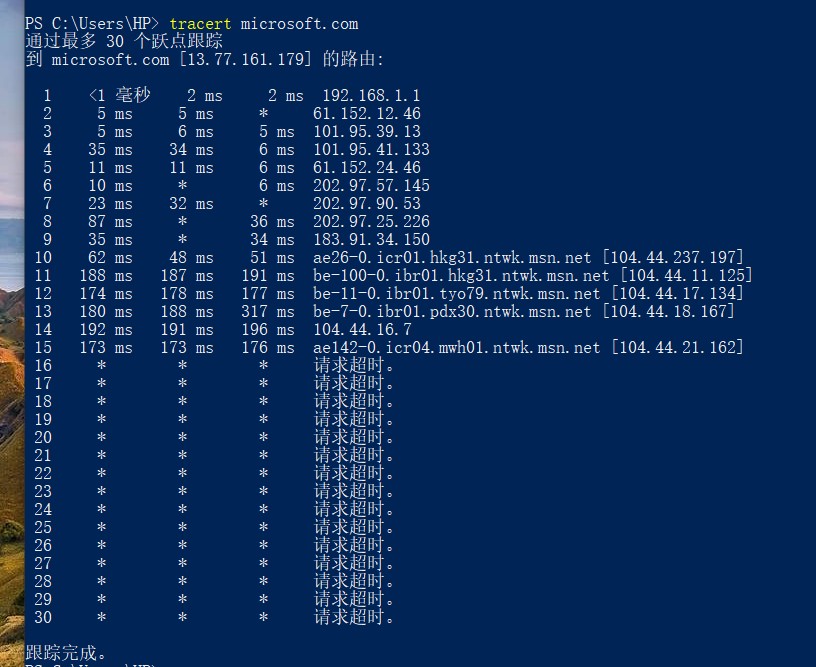 PS C:\Users\HP> tracert microsoft.com
通过最多 30 个跃点跟踪
到 microsoft.com [13.77.161.179] 的路由:
1 <1 毫秒 2 ms 2 ms 192.168.1.1
2 5 ms 5 ms * 61.152.12.46
3 5 ms 6 ms 5 ms 101.95.39.13
4 35 ms 34 ms 6 ms 101.95.41.133
5 11 ms 11 ms 6 ms 61.152.24.46
6 10 ms * 6 ms 202.97.57.145
7 23 ms 32 ms * 202.97.90.53
8 87 ms * 36 ms 202.97.25.226
9 35 ms * 34 ms 183.91.34.150
10 62 ms 48 ms 51 ms ae26-0.icr01.hkg31.ntwk.msn.net [104.44.237.197]
11 188 ms 187 ms 191 ms be-100-0.ibr01.hkg31.ntwk.msn.net [104.44.11.125]
12 174 ms 178 ms 177 ms be-11-0.ibr01.tyo79.ntwk.msn.net [104.44.17.134]
13 180 ms 188 ms 317 ms be-7-0.ibr01.pdx30.ntwk.msn.net [104.44.18.167]
14 192 ms 191 ms 196 ms 104.44.16.7
15 173 ms 173 ms 176 ms ae142-0.icr04.mwh01.ntwk.msn.net [104.44.21.162]
16 * * * 请求超时。
17 * * * 请求超时。
18 * * * 请求超时。
19 * * * 请求超时。
20 * * * 请求超时。
21 * * * 请求超时。
22 * * * 请求超时。
23 * * * 请求超时。
24 * * * 请求超时。
25 * * * 请求超时。
26 * * * 请求超时。
27 * * * 请求超时。
28 * * * 请求超时。
29 * * * 请求超时。
30 * * * 请求超时。
跟踪完成。
PS C:\Users\HP>